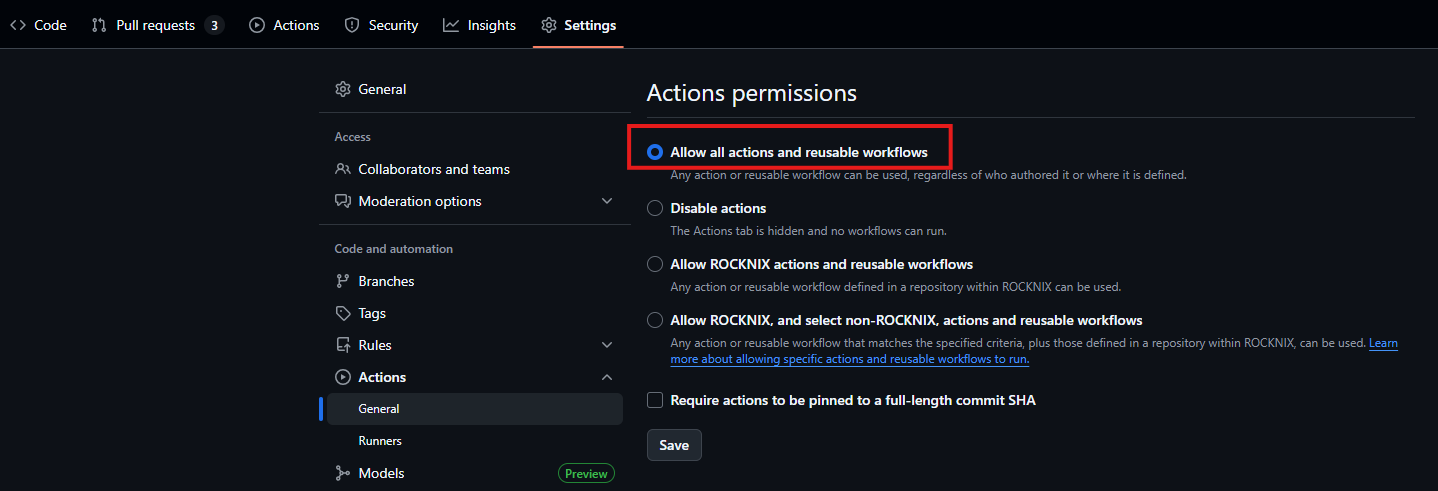 Code
Pull requests 3
Actions
Security
Insights
Settings
General
Access
Collaborators and teams
Moderation options
Code and automation
Branches
Tags
Rules
Actions
General
Runners
Models Preview
Actions permissions
Allow all actions and reusable workflows
Any action or reusable workflow can be used, regardless of who authored it or where it is defined.
Disable actions
The Actions tab is hidden and no workflows can run.
Allow ROCKNIX actions and reusable workflows
Any action or reusable workflow defined in a repository within ROCKNIX can be used.
Allow ROCKNIX, and select non-ROCKNIX, actions and reusable workflows
Any action or reusable workflow that matches the specified criteria, plus those defined in a repository within ROCKNIX, can be used. Learn
more about allowing specific actions and reusable workflows to run.
Require actions to be pinned to a full-length commit SHA
Save